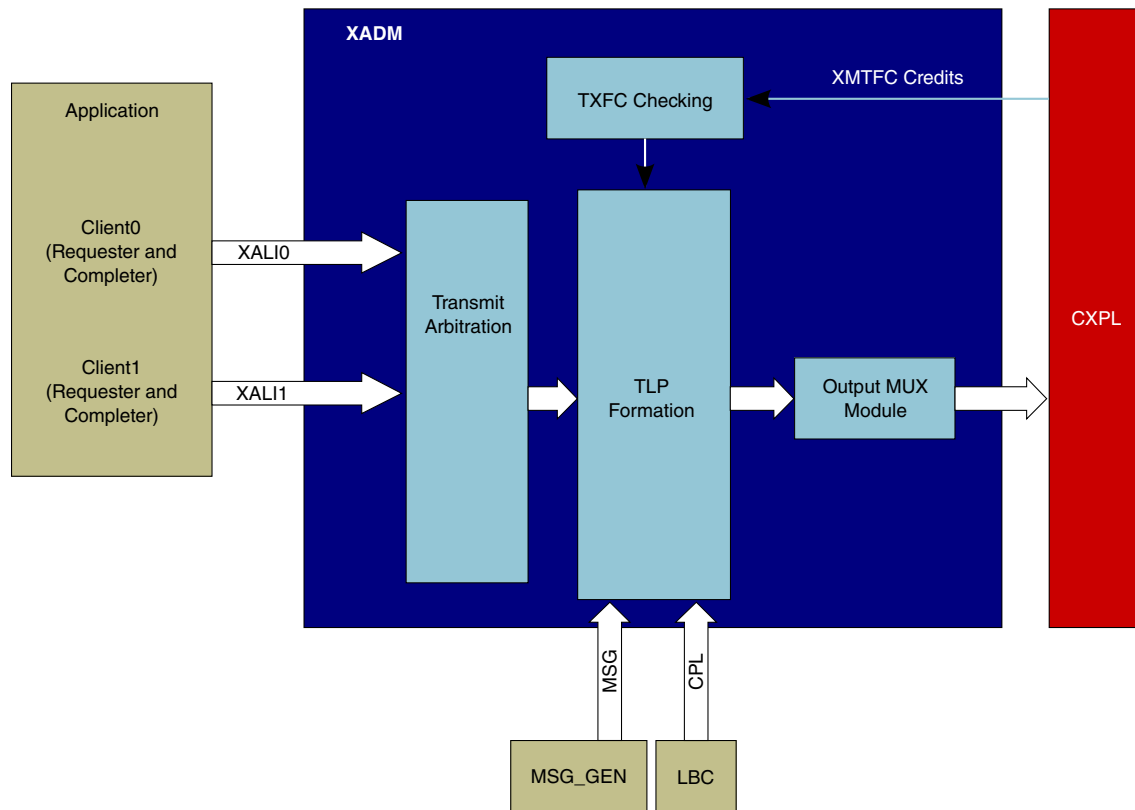 XADM
Application
TXFC Checking
XMTFC Credits
Client0
(Requester and
Completer)
XALI0
Transmit
Arbitration
CXPL
Client1
(Requester and
Completer)
XALI1
TLP
Formation
Output MUX
Module
MSG
CPL
MSG_GEN
LBC